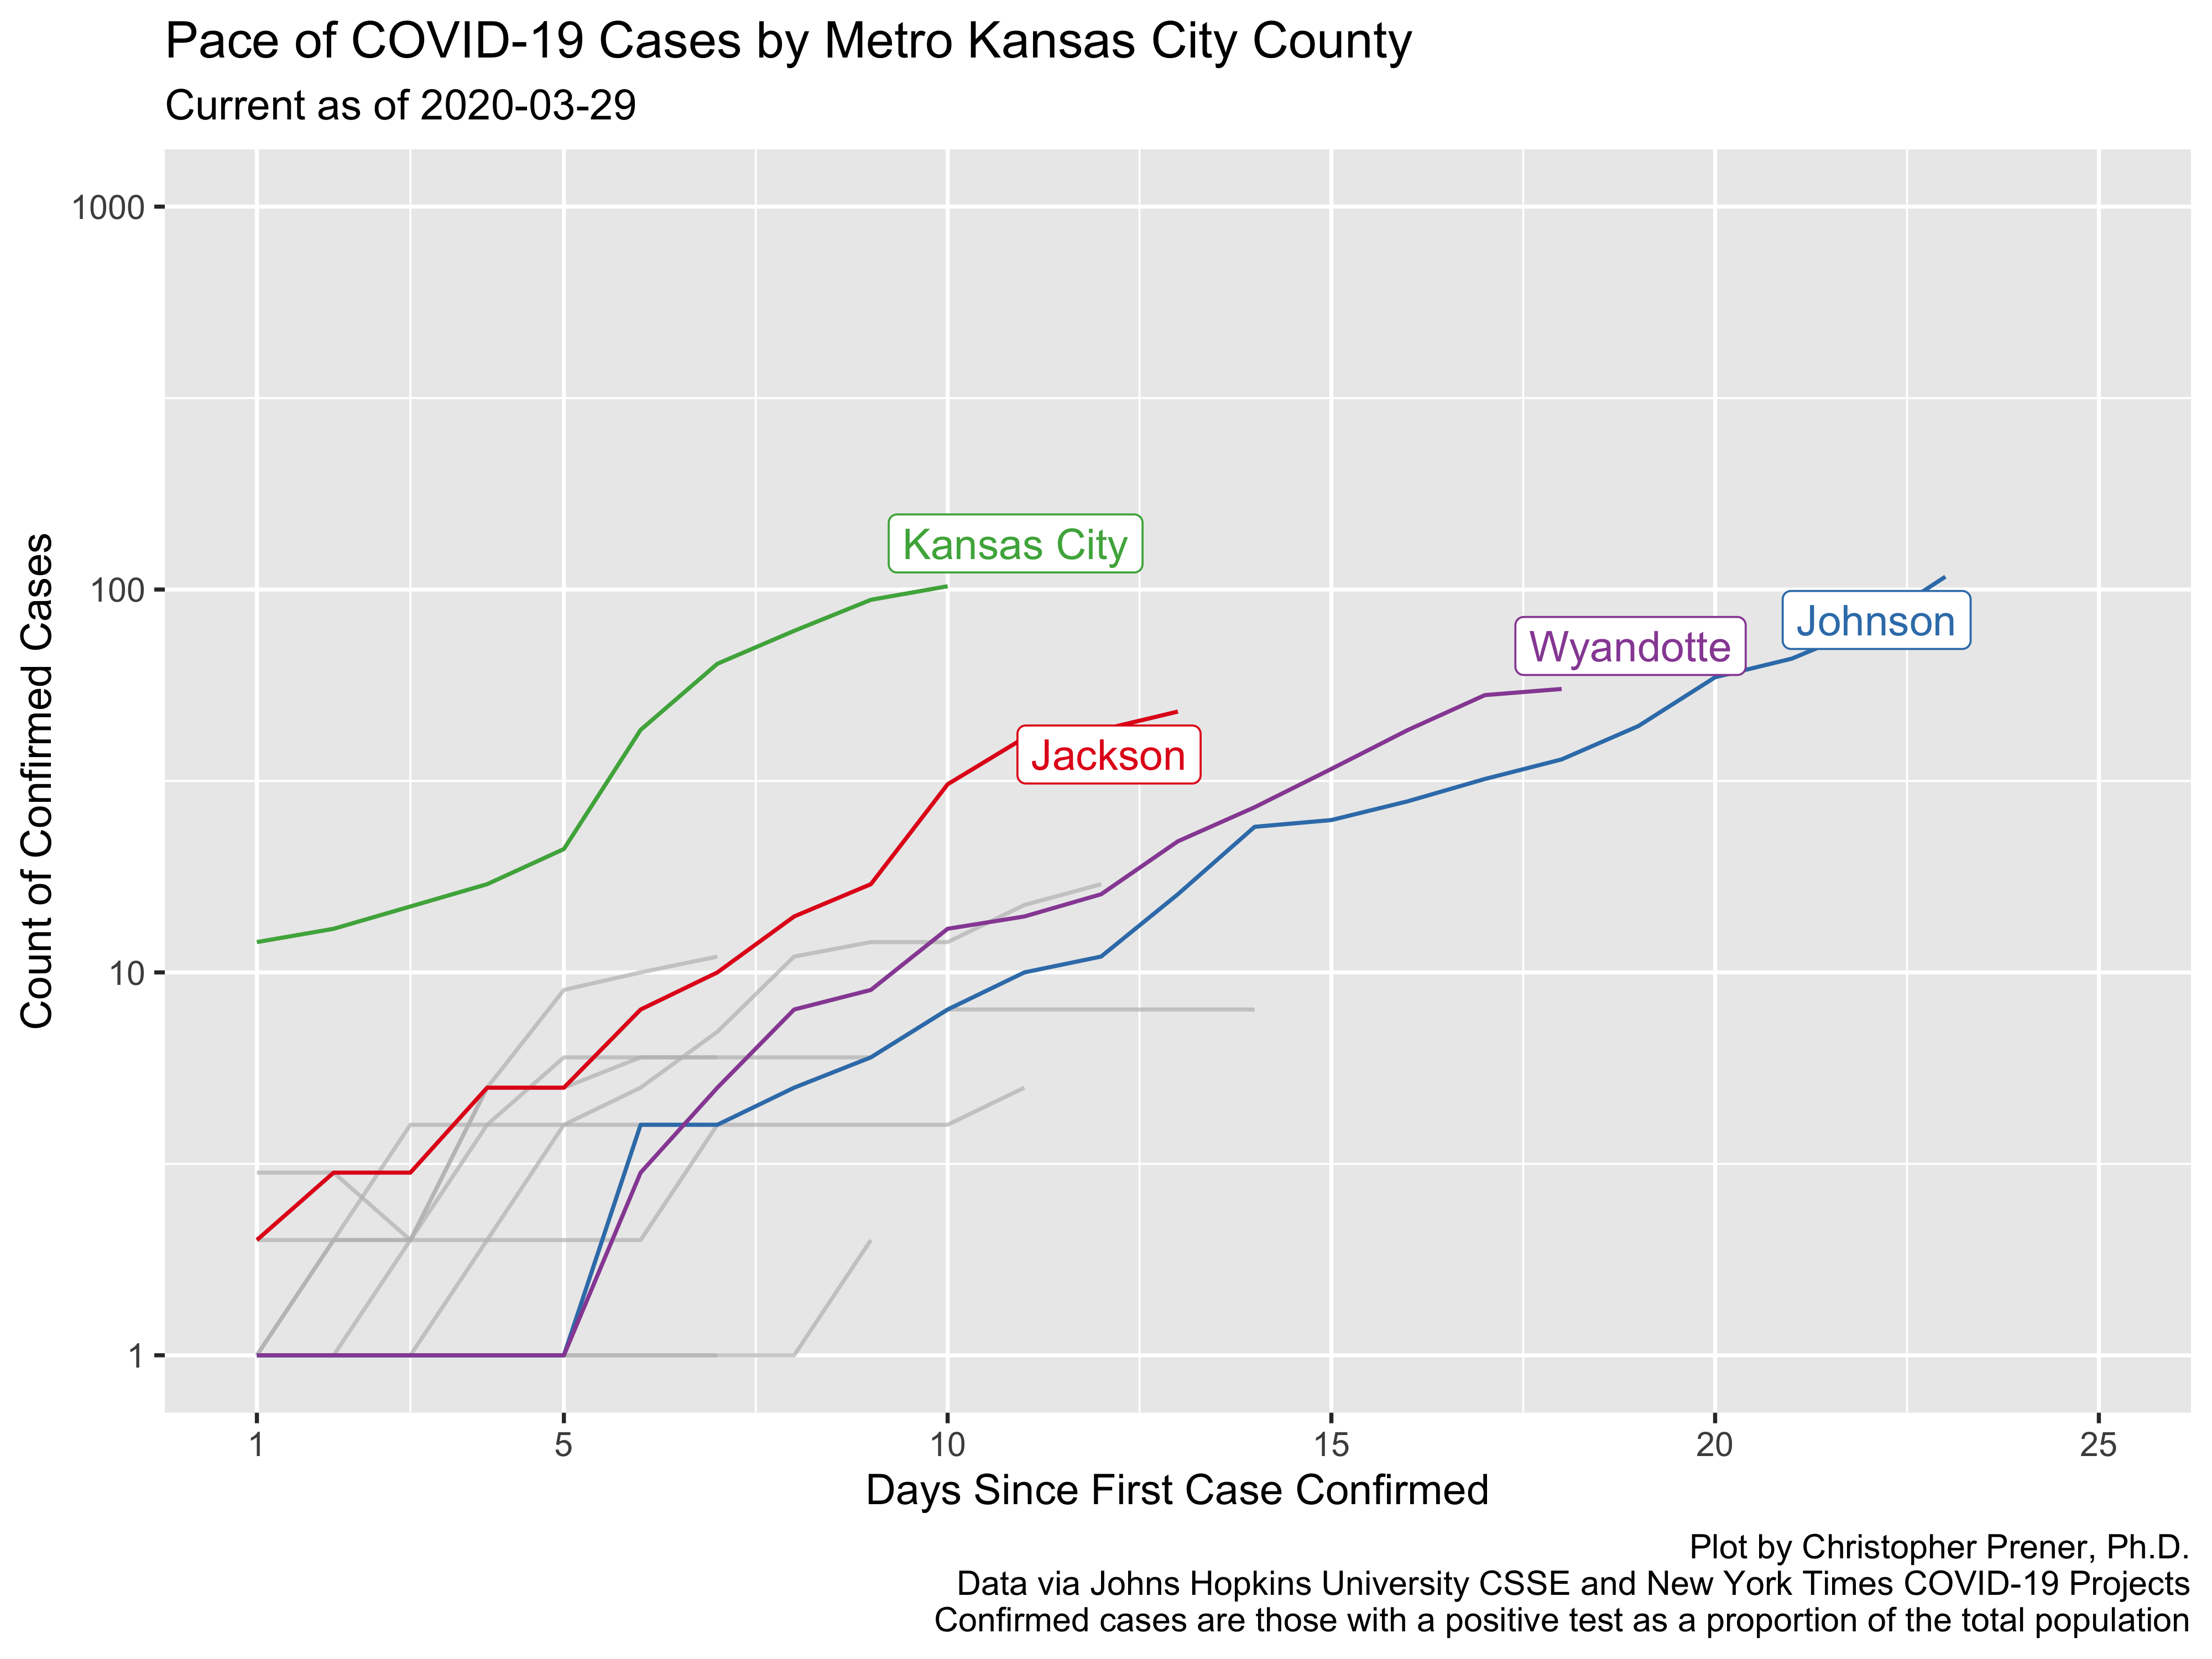 Pace of COVID-19 Cases by Metro Kansas City County
Current as of 2020-03-29
Count of Confirmed Cases
1000
100
10
1
Kansas City
Johnson
Wyandotte
Jackson
1 5 10 15 20 25
Days Since First Case Confirmed
Plot by Christopher Prener, Ph.D.
Data via Johns Hopkins University CSSE and New York Times COVID-19 Projects
Confirmed cases are those with a positive test as a proportion of the total population